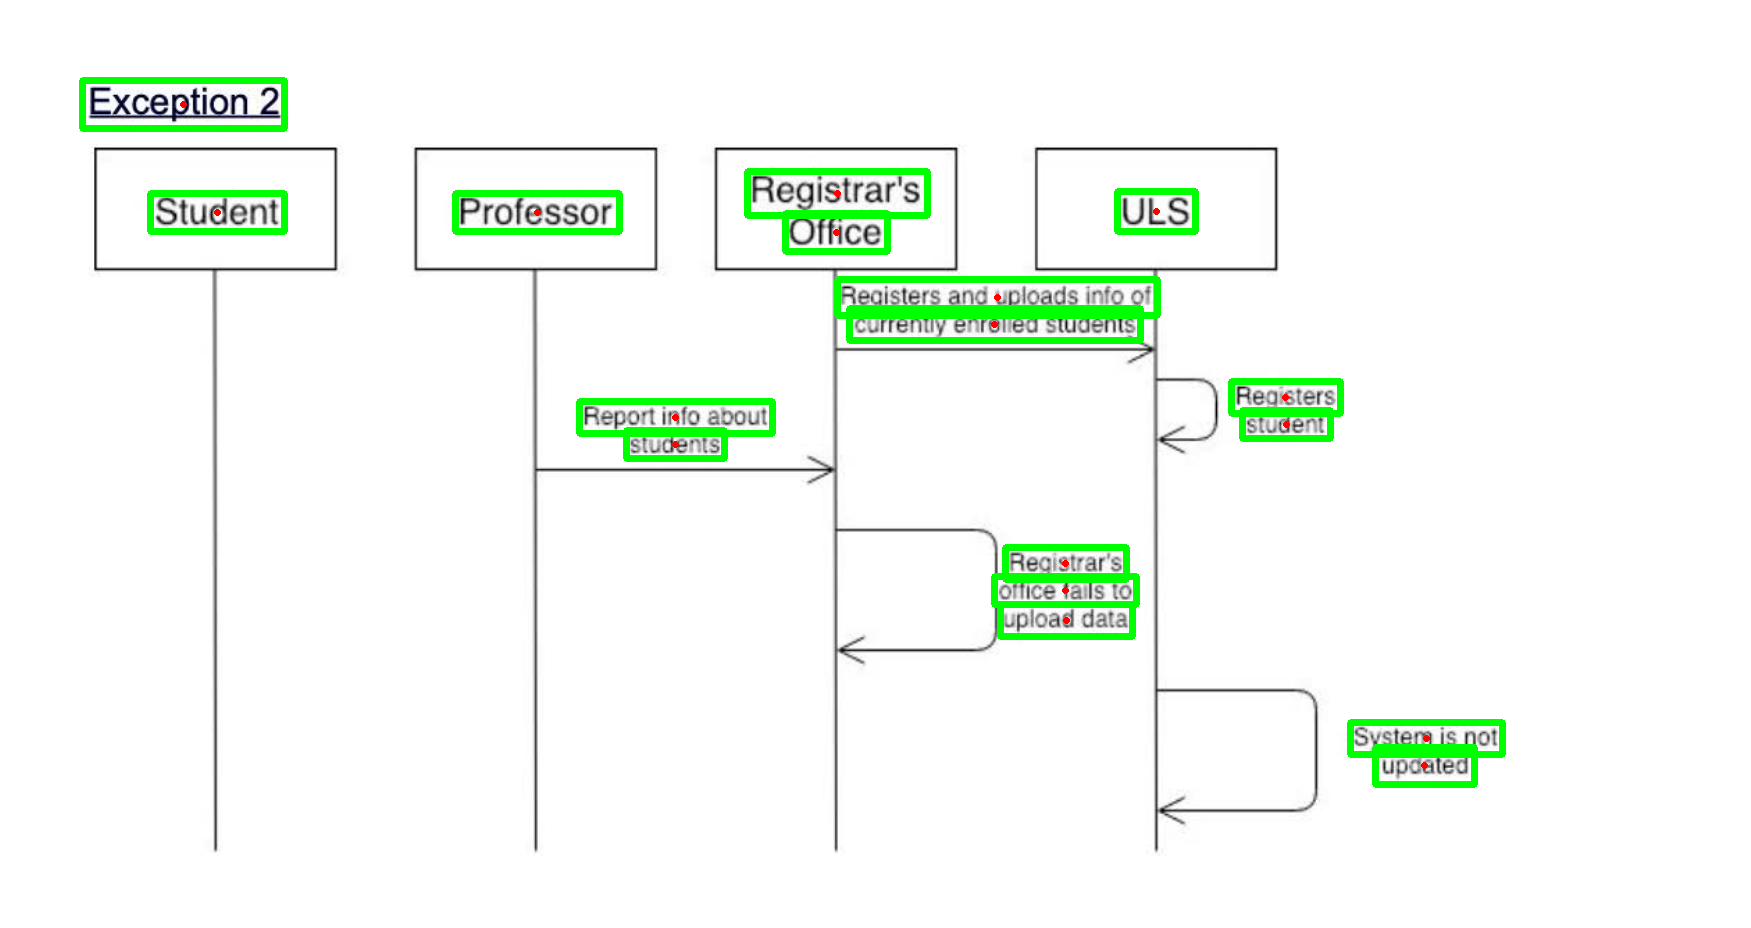 Exception 2
Student
Professor
Registrar's
Office
ULS
Registers and uploads info of
currently enrolled students
Registers
student
Report info about
students
Registrar's
office fails to
upload data
System is not
updated